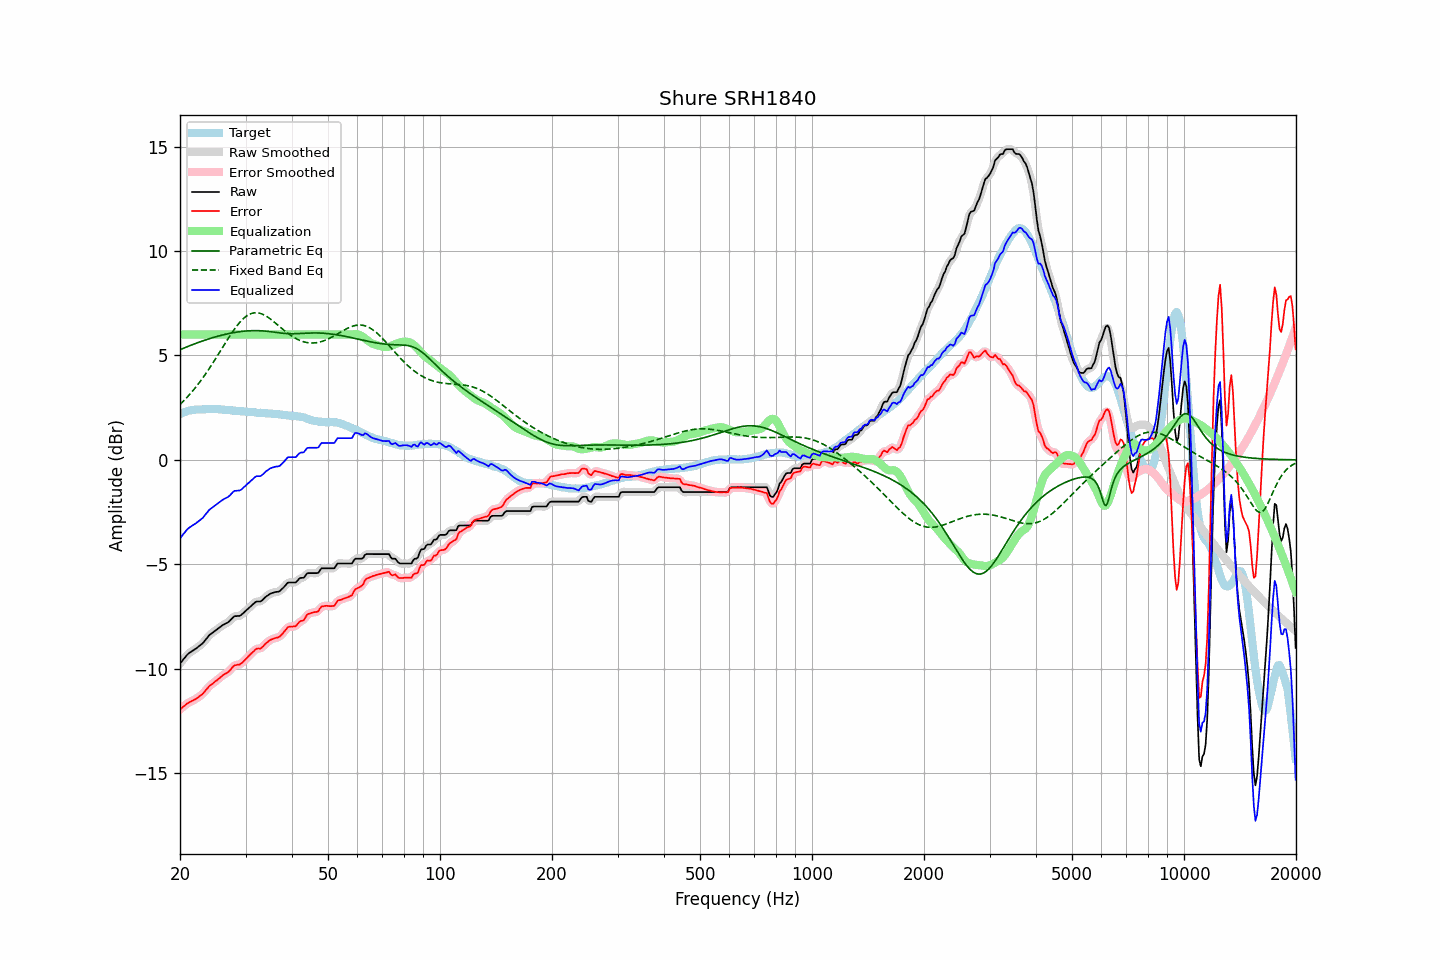 Shure SRH1840
Target
Raw Smoothed
Error Smoothed
Raw
Error
Equalization
Parametric Eq
Fixed Band Eq
Equalized
Amplitude (dBr)
15
10
5
0
−5
−10
−15
20
50
100
200
500
1000
2000
5000
10000
20000
Frequency (Hz)